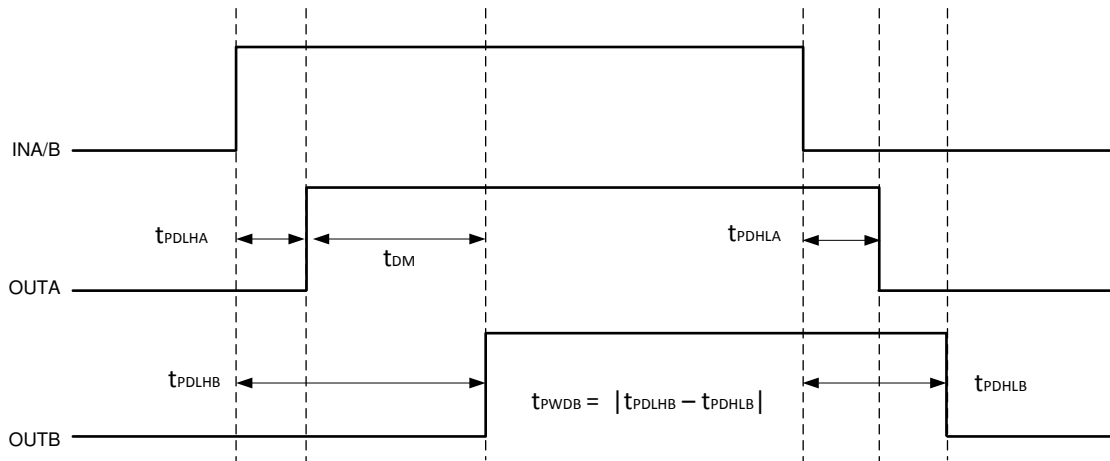 INA/B
tPDLHA
tPDHLA
tDM
OUTA
tPDLHB
tPWDB = |tPDLHB – tPDHLB|
tPDHLB
OUTB